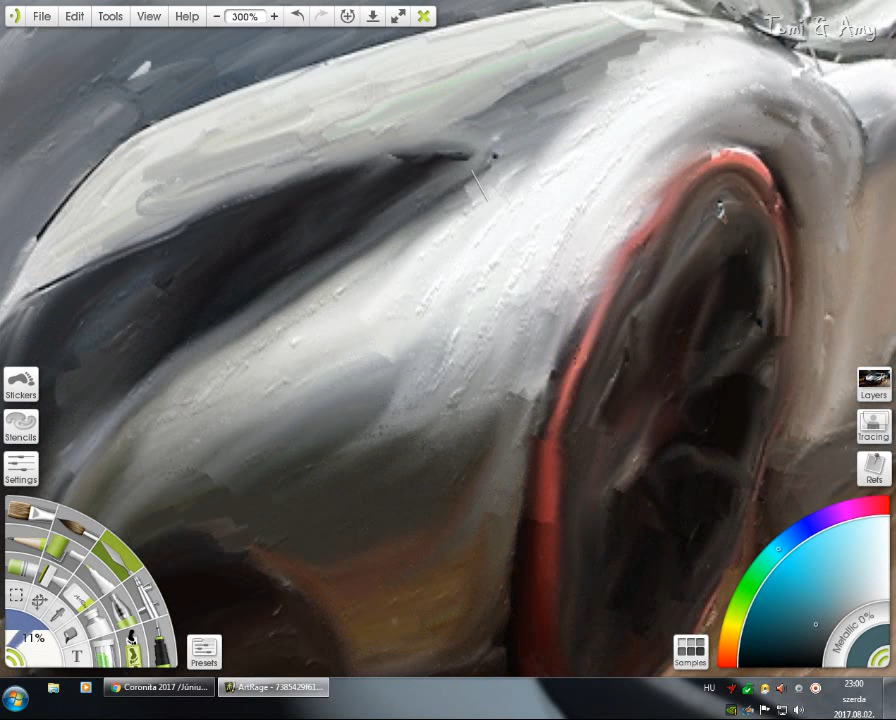 File Edit Tools View Help 300%
Tomi & Amy
Stickers
Stencils
Settings
Layers
Tracing
Refs
11%
T
Metallic 0%
Presets
Samples
Coronita 2017 /Júniu...
ArtRage - 7385429f61...
HU
23:00
szerda
2017.08.02.